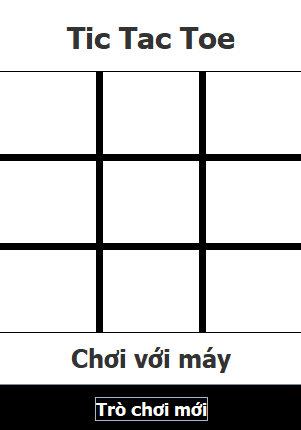 Tic Tac Toe
Chơi với máy
Trò chơi mới